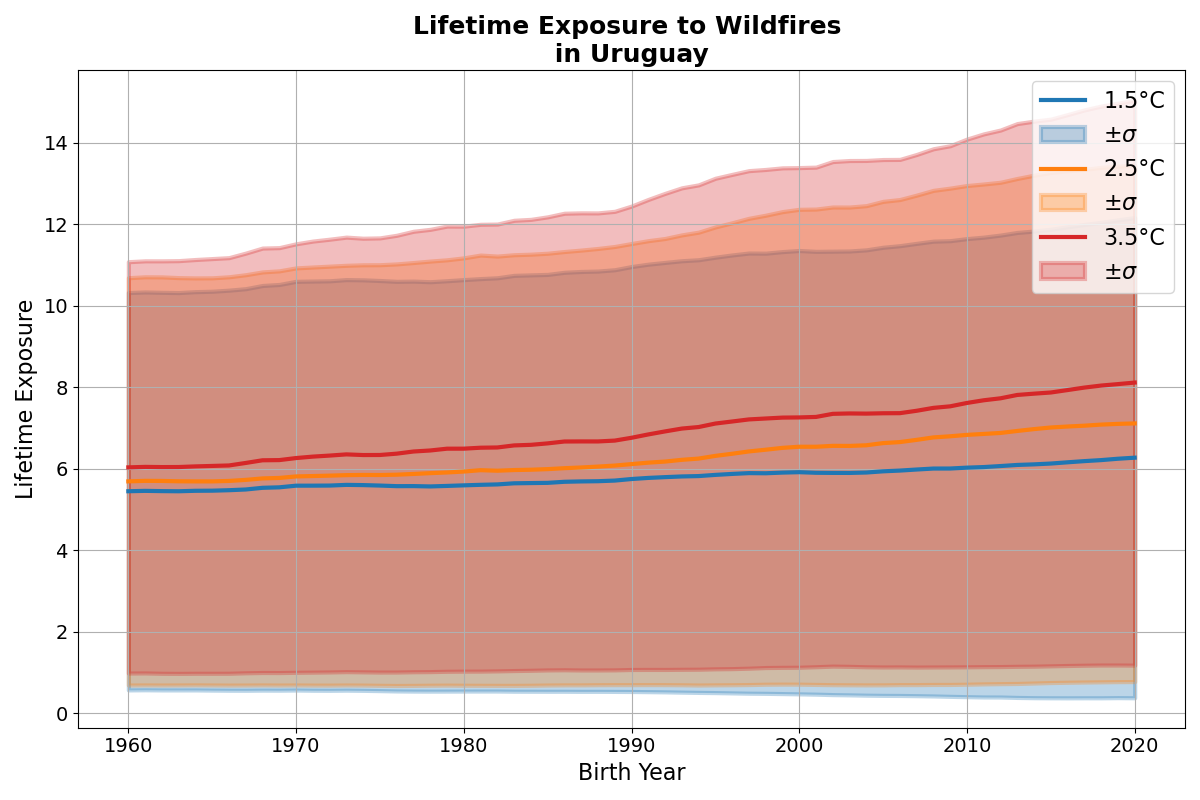 Lifetime Exposure to Wildfires
in Uruguay
1.5°C
±σ
2.5°C
±σ
3.5°C
±σ
Lifetime Exposure
14
12
10
8
6
4
2
0
1960 1970 1980 1990 2000 2010 2020
Birth Year